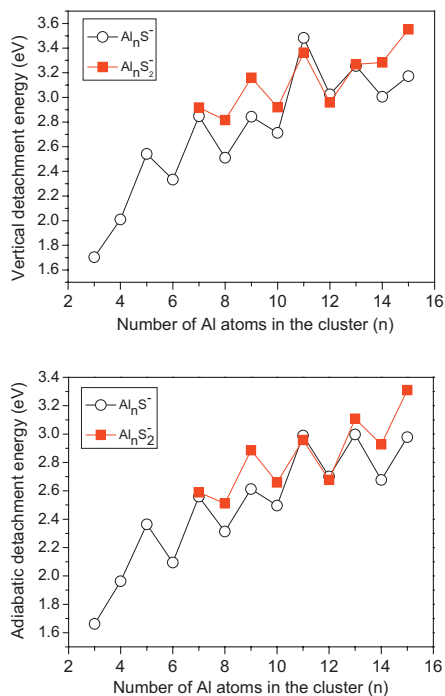 3.6
3.4
3.2
3.0
2.8
2.6
2.4
2.2
2.0
1.8
1.6
Vertical detachment energy (eV)
AlnS-
AlnS2-
2 4 6 8 10 12 14 16
Number of Al atoms in the cluster (n)
3.4
3.2
3.0
2.8
2.6
2.4
2.2
2.0
1.8
1.6
Adiabatic detachment energy (eV)
AlnS-
AlnS2-
2 4 6 8 10 12 14 16
Number of Al atoms in the cluster (n)